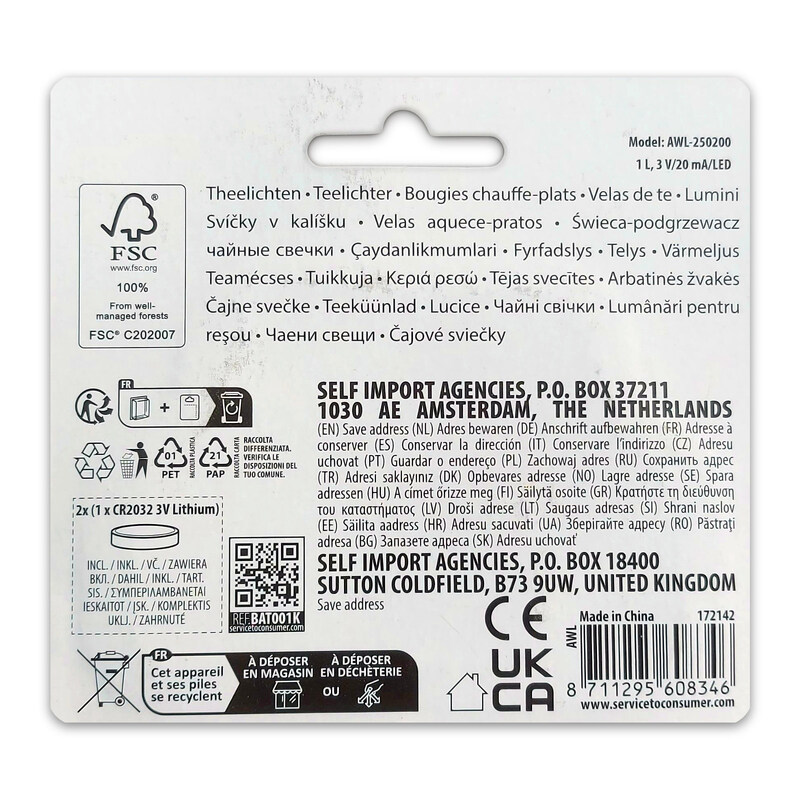 Model: AWL-250200
1 L, 3 V/20 mA/LED
FSC®
www.fsc.org
100%
From well-
managed forests
FSC® C202007
Theelichten • Teelichter • Bougies chauffe-plats • Velas de te • Lumini
Svíčky v kalíšku • Velas aquece-pratos • Świeca-podgrzewacz
чайные свечки • Çaydanlikmumlari • Fyrfadslys • Telys • Värmeljus
Teamécses • Tuikkuja • Κεριά ρεσώ • Tējas svecītes • Arbatinės žvakės
Čajne svečke • Teeküünlad • Lucice • Чайні свічки • Lumânări pentru
reşou • Чаени свещи • Čajové sviečky
FR
+
01
PET
RACCOLTA PLASTICA
21
PAP
RACCOLTA CARTA
RACCOLTA
DIFFERENZIATA.
VERIFICA LE
DISPOSIZIONI DEL
TUO COMUNE.
SELF IMPORT AGENCIES, P.O. BOX 37211
1030 AE AMSTERDAM, THE NETHERLANDS
(EN) Save address (NL) Adres bewaren (DE) Anschrift aufbewahren (FR) Adresse à
conserver (ES) Conservar la dirección (IT) Conservare l'indirizzo (CZ) Adresu
uchovat (PT) Guardar o endereço (PL) Zachowaj adres (RU) Сохранить адрес
(TR) Adresi saklayınız (DK) Opbevares adresse (NO) Lagre adresse (SE) Spara
adressen (HU) A címet őrizze meg (FI) Säilytä osoite (GR) Κρατήστε τη διεύθυνση
του καταστήματος (LV) Droši adrese (LT) Saugaus adresas (SI) Shrani naslov
(EE) Säilita aadress (HR) Adresu sacuvati (UA) Зберігайте адресу (RO) Păstrați
adresa (BG) Запазете адреса (SK) Adresu uchovať
SELF IMPORT AGENCIES, P.O. BOX 18400
SUTTON COLDFIELD, B73 9UW, UNITED KINGDOM
Save address
2x (1 x CR2032 3V Lithium)
INCL. / INKL. / VČ. / ZAWIERA
ВКЛ. / DAHIL / INKL. / TART.
SIS. / ΣΥΜΠΕΡΙΛΑΜΒΑΝΕΤΑΙ
IESKAITOT / ĮSK. / KOMPLEKTIS
UKLJ. / ZAHRNUTÉ
REF.BAT001K
servicetoconsumer.com
FR
Cet appareil
et ses piles
se recyclent
À DÉPOSER
EN MAGASIN
OU
À DÉPOSER
EN DÉCHÈTERIE
CE
UK
CA
AWL
Made in China
172142
8 711295 608346
www.servicetoconsumer.com